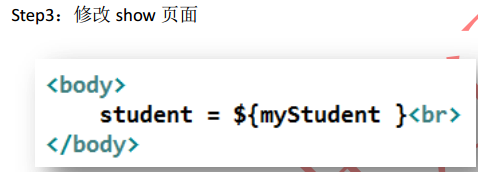 Step3：修改 show 页面
<body>
student = ${myStudent }<br>
</body>